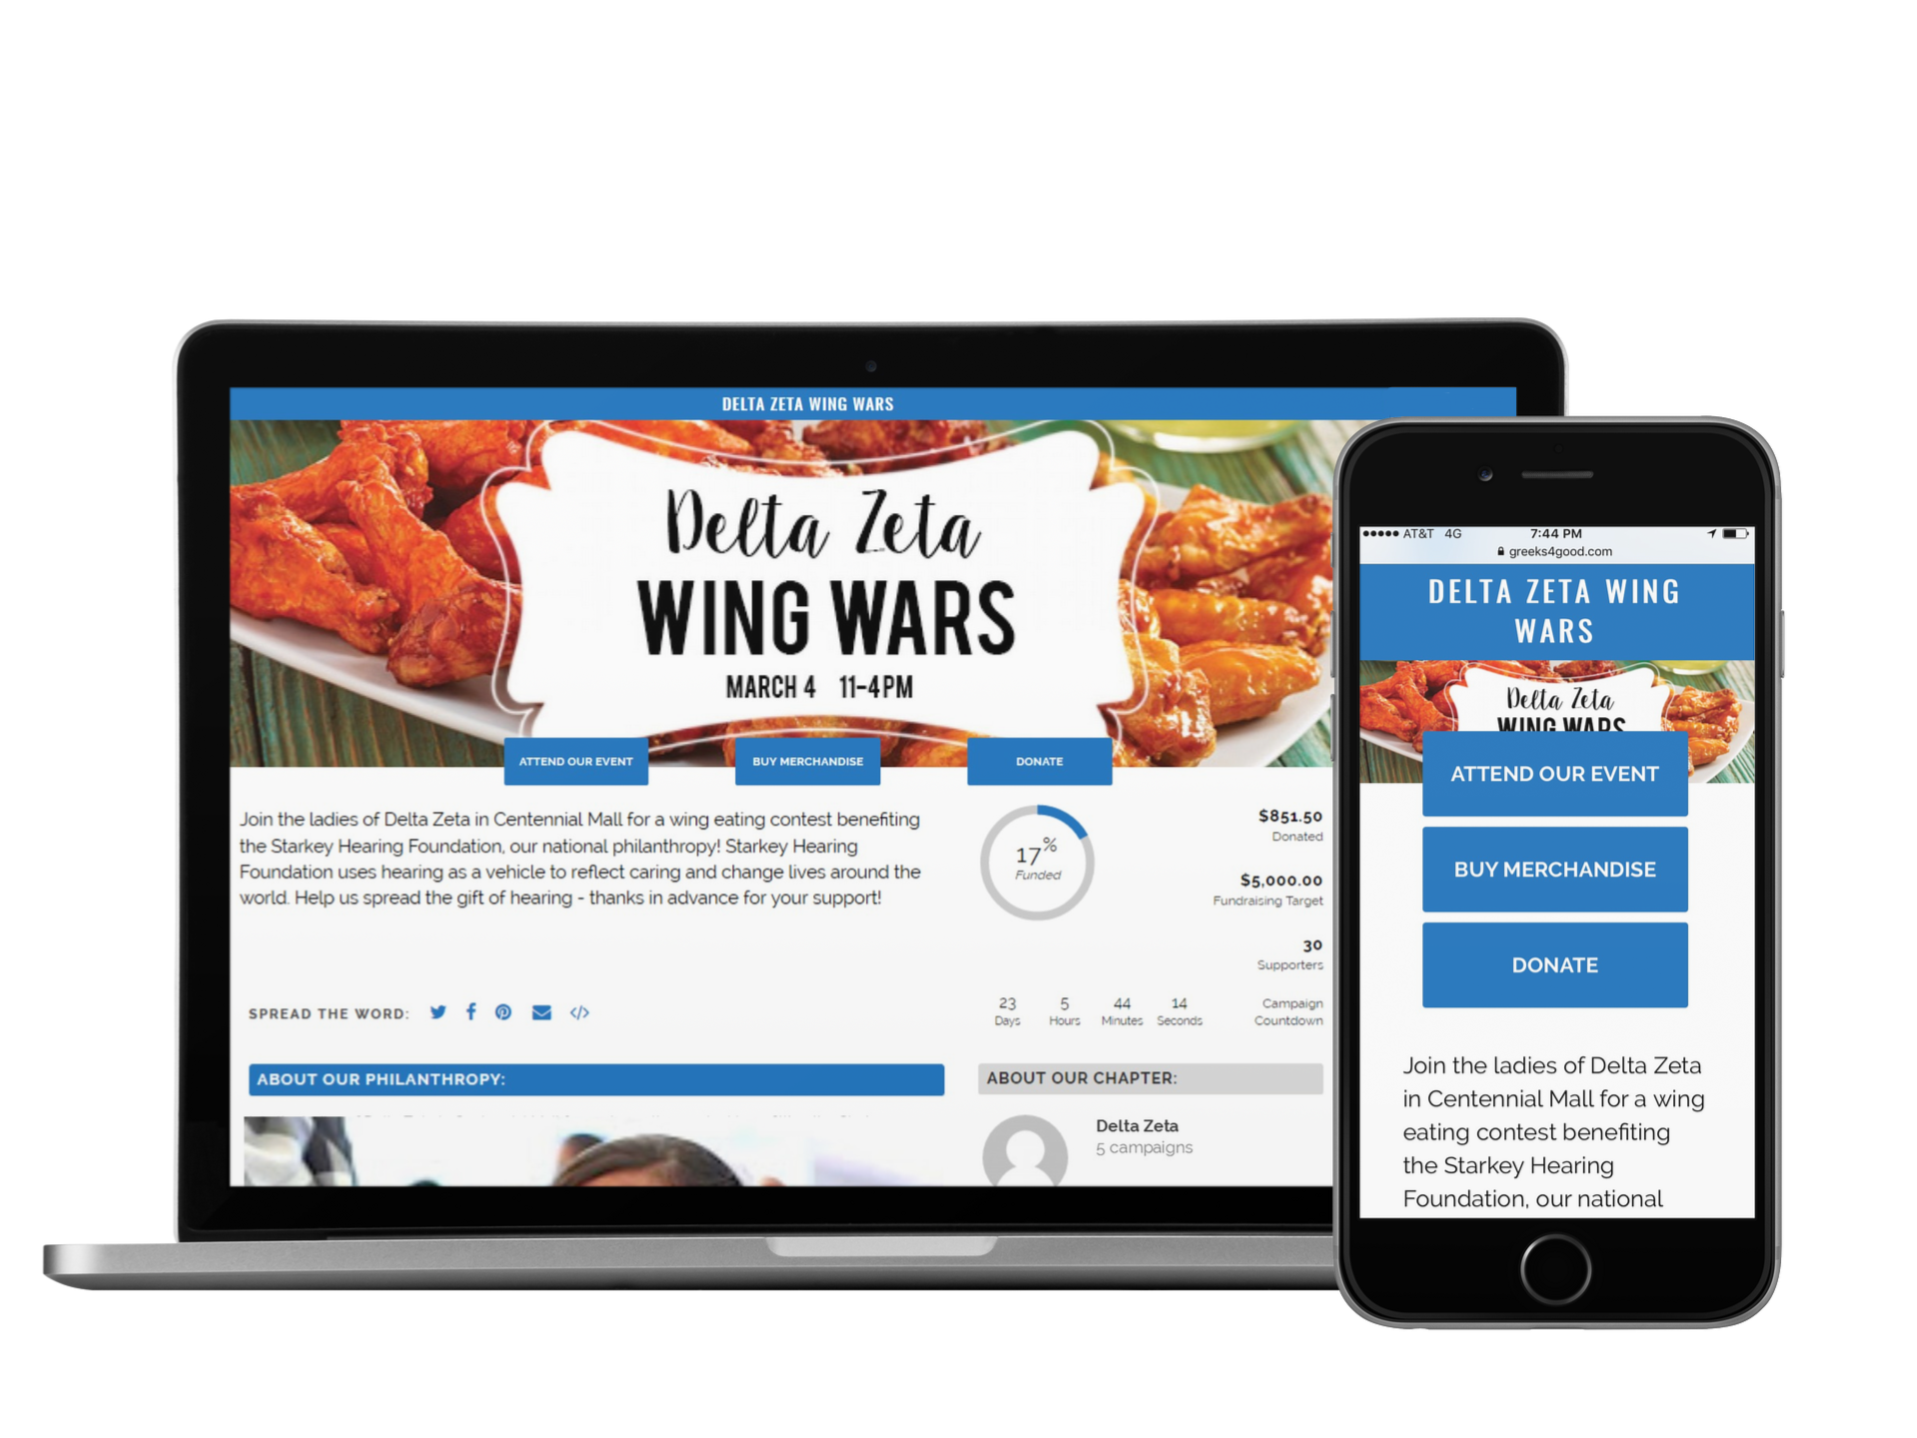 DELTA ZETA WING WARS
Delta Zeta
WING WARS
MARCH 4 11-4PM
ATTEND OUR EVENT
BUY MERCHANDISE
DONATE
Join the ladies of Delta Zeta in Centennial Mall for a wing eating contest benefiting
the Starkey Hearing Foundation, our national philanthropy! Starkey Hearing
Foundation uses hearing as a vehicle to reflect caring and change lives around the
world. Help us spread the gift of hearing - thanks in advance for your support!
17%
Funded
$851.50
Donated
$5,000.00
Fundraising Target
30
Supporters
SPREAD THE WORD:
23 5 44 14
Days Hours Minutes Seconds
Campaign
Countdown
ABOUT OUR PHILANTHROPY:
ABOUT OUR CHAPTER:
Delta Zeta
5 campaigns
AT&T 4G 7:44 PM
greeks4good.com
DELTA ZETA WING
WARS
Delta Zeta
WING WARS
ATTEND OUR EVENT
BUY MERCHANDISE
DONATE
Join the ladies of Delta Zeta
in Centennial Mall for a wing
eating contest benefiting
the Starkey Hearing
Foundation, our national